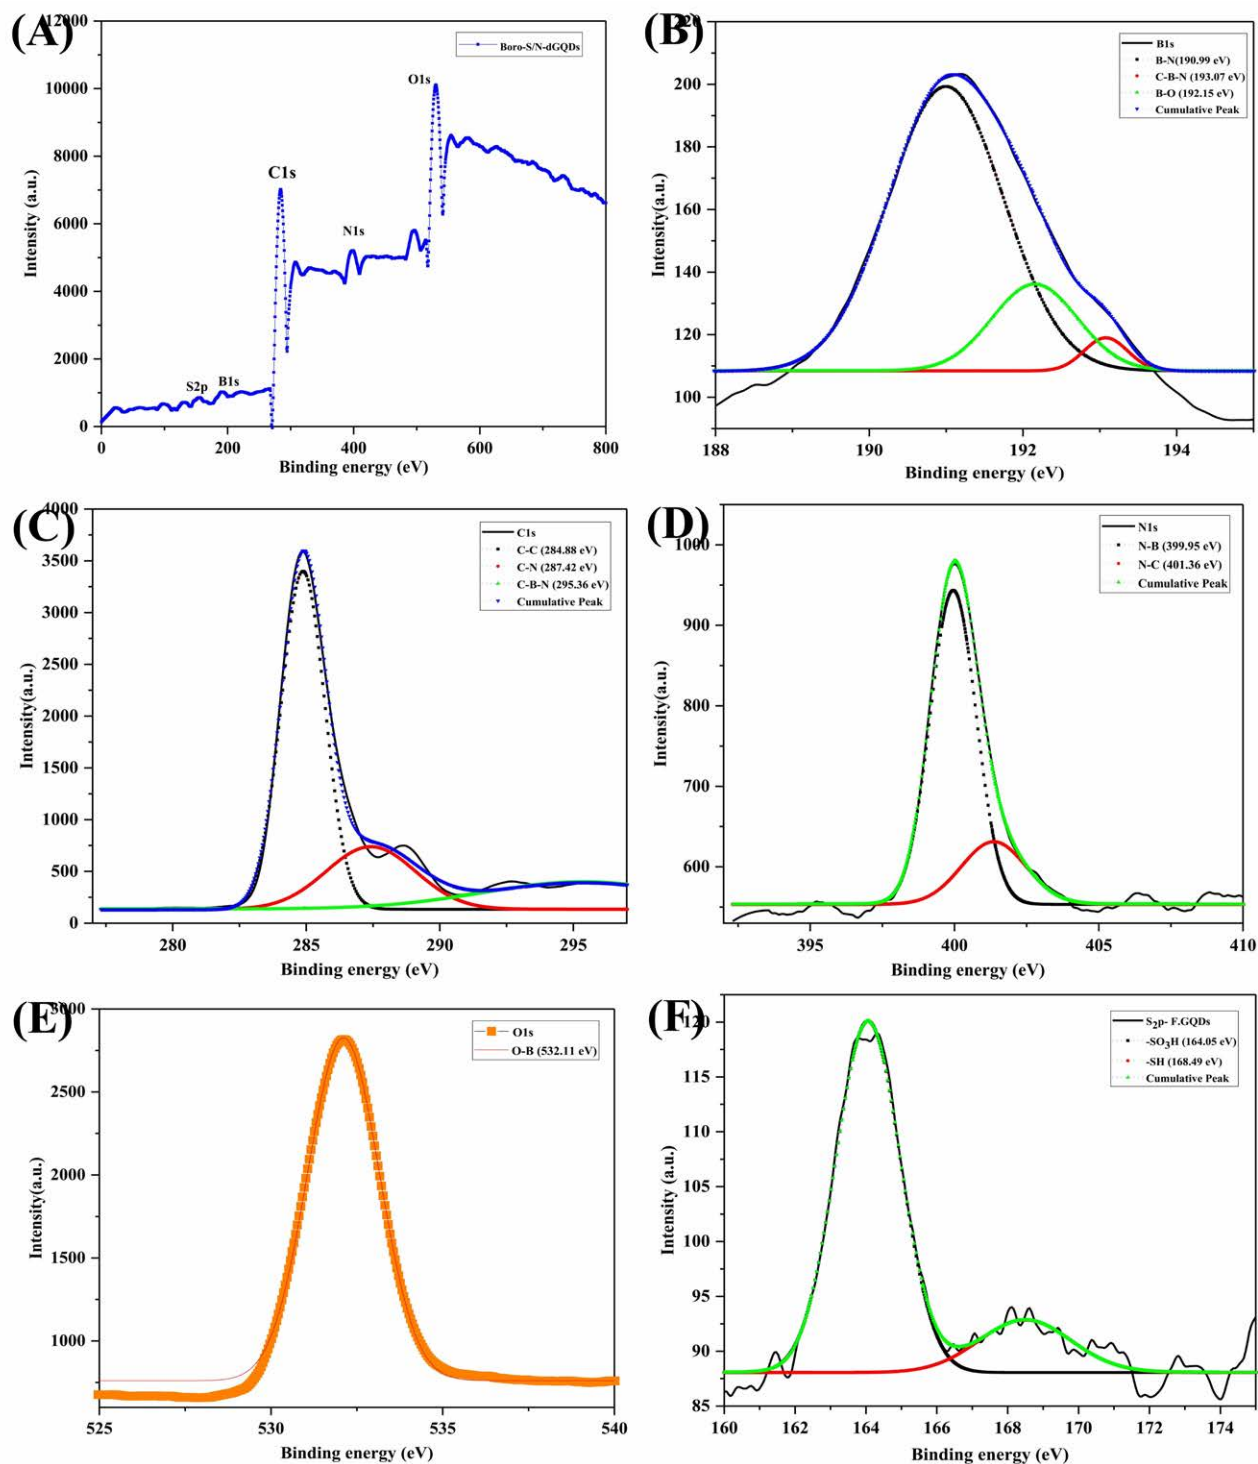 (A)
12000
10000
8000
6000
4000
2000
0
Intensity (a.u.)
Boro-S/N-dGQDs
O1s
C1s
N1s
S2p
B1s
0 200 400 600 800
Binding energy (eV)
(B)
220
200
180
160
140
120
100
Intensity (a.u.)
B1s
B-N(190.99 eV)
C-B-N (193.07 eV)
B-O (192.15 eV)
Cumulative Peak
188 190 192 194
Binding energy (eV)
(C)
4000
3500
3000
2500
2000
1500
1000
500
0
Intensity(a.u.)
C1s
C-C (284.88 eV)
C-N (287.42 eV)
C-B-N (295.36 eV)
Cumulative Peak
280 285 290 295
Binding energy (eV)
(D)
1000
900
800
700
600
Intensity(a.u.)
N1s
N-B (399.95 eV)
N-C (401.36 eV)
Cumulative Peak
395 400 405 410
Binding energy (eV)
(E)
3000
2500
2000
1500
1000
Intensity(a.u.)
O1s
O-B (532.11 eV)
525 530 535 540
Binding energy (eV)
(F)
120
115
110
105
100
95
90
85
Intensity (a.u.)
S2p- F.GQDs
-SO3H (164.05 eV)
-SH (168.49 eV)
Cumulative Peak
160 162 164 166 168 170 172 174
Binding energy (eV)